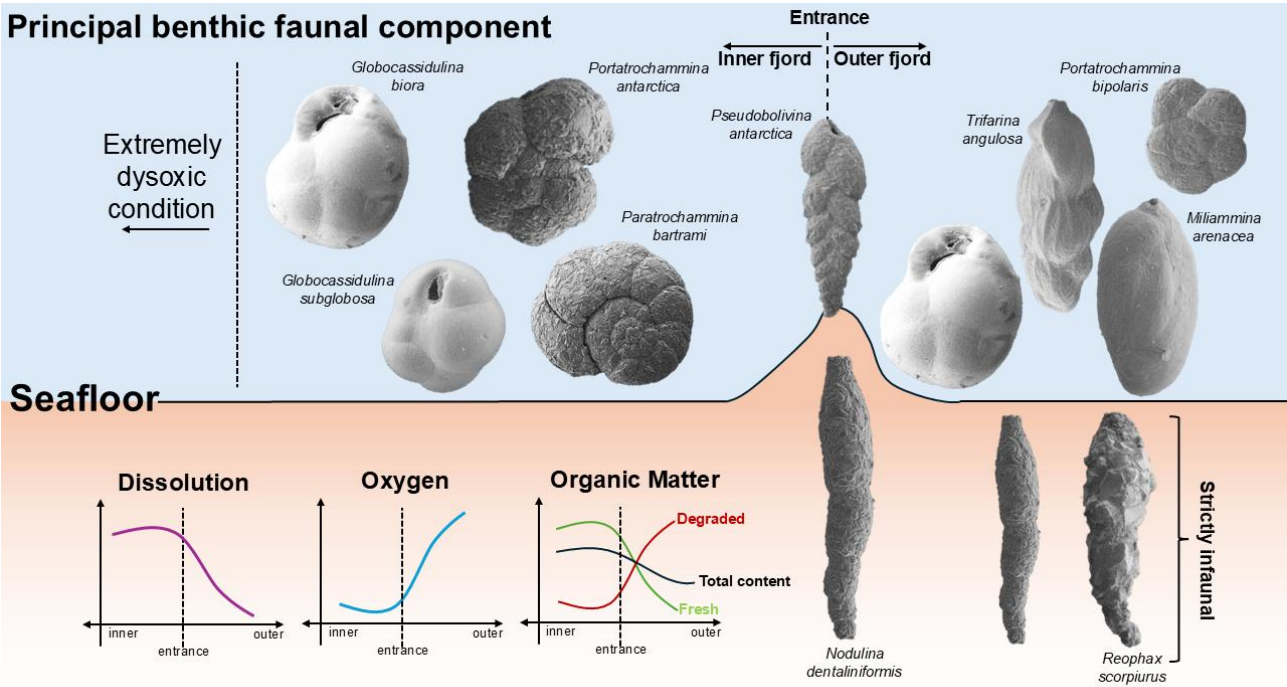 Principal benthic faunal component
Entrance
Inner fjord
Outer fjord
Extremely
dysoxic
condition
Globocassidulina
biora
Portatrochammina
antarctica
Globocassidulina
subglobosa
Paratrochammina
bartrami
Pseudobolivina
antarctica
Trifarina
angulosa
Portatrochammina
bipolaris
Miliammina
arenacea
Seafloor
Dissolution
inner
outer
entrance
Oxygen
inner
outer
entrance
Organic Matter
Degraded
Total content
Fresh
inner
outer
entrance
Nodulina
dentaliniformis
Reophax
scorpiurus
Strictly infaunal